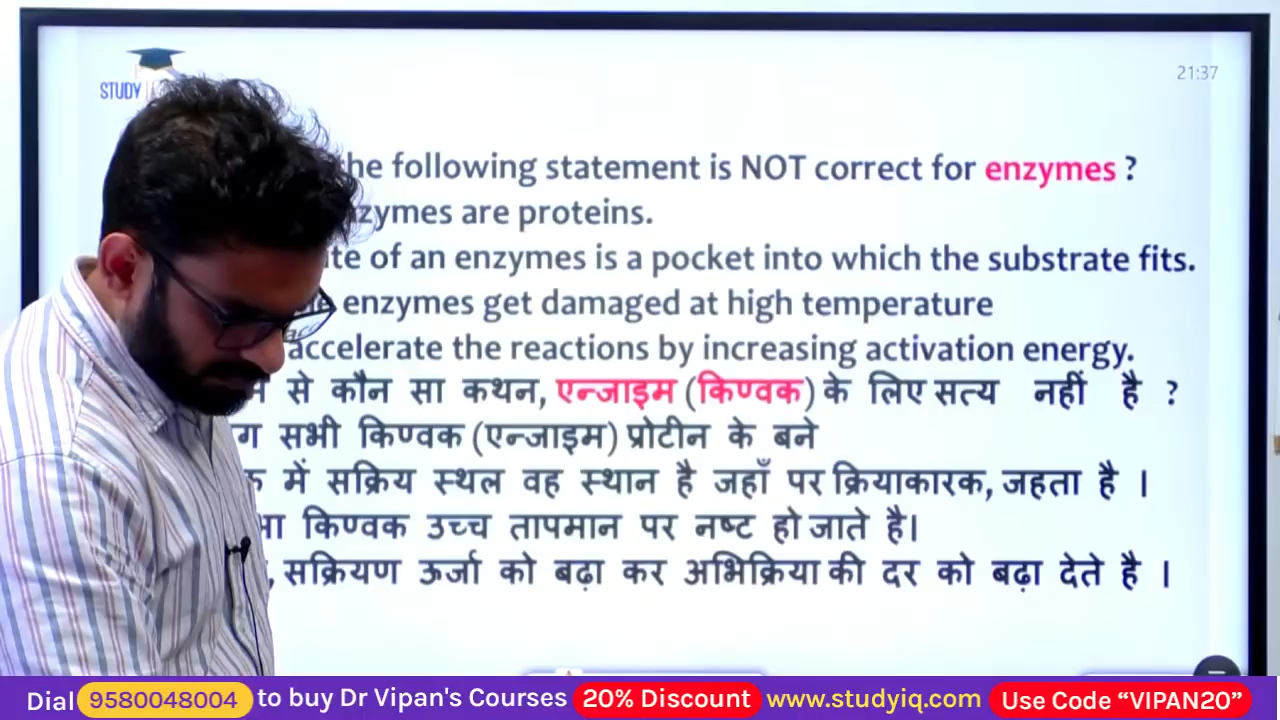 STUDY
21:37
the following statement is NOT correct for enzymes ?
zymes are proteins.
te of an enzymes is a pocket into which the substrate fits.
enzymes get damaged at high temperature
accelerate the reactions by increasing activation energy.
से कौन सा कथन, एन्जाइम (किण्वक) के लिए सत्य नहीं है ?
ग सभी किण्वक (एन्जाइम) प्रोटीन के बने
में सक्रिय स्थल वह स्थान है जहाँ पर क्रियाकारक, जहता है ।
किण्वक उच्च तापमान पर नष्ट हो जाते है।
, सक्रियण ऊर्जा को बढ़ा कर अभिक्रिया की दर को बढ़ा देते है ।
Dial 9580048004 to buy Dr Vipan's Courses 20% Discount www.studyiq.com Use Code “VIPAN20”